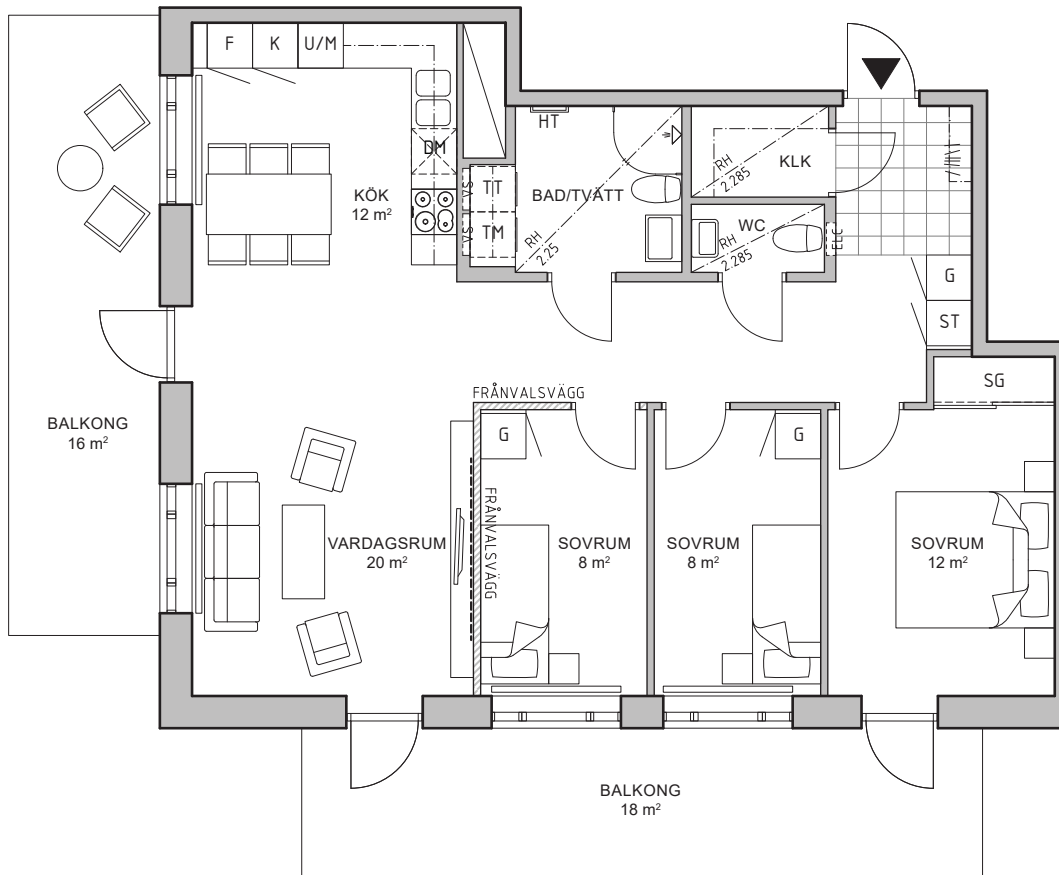 F
K
U/M
HT
DM
KLK
RH
2.285
KÖK
12 m²
VS
TT
BAD/TVÄTT
VS
TM
RH
2.25
WC
RH
2.285
ELC
G
ST
SG
FRÅNVALSVÄGG
BALKONG
16 m²
G
G
FRÅNVALSVÄGG
VARDAGSRUM
20 m²
SOVRUM
8 m²
SOVRUM
8 m²
SOVRUM
12 m²
BALKONG
18 m²